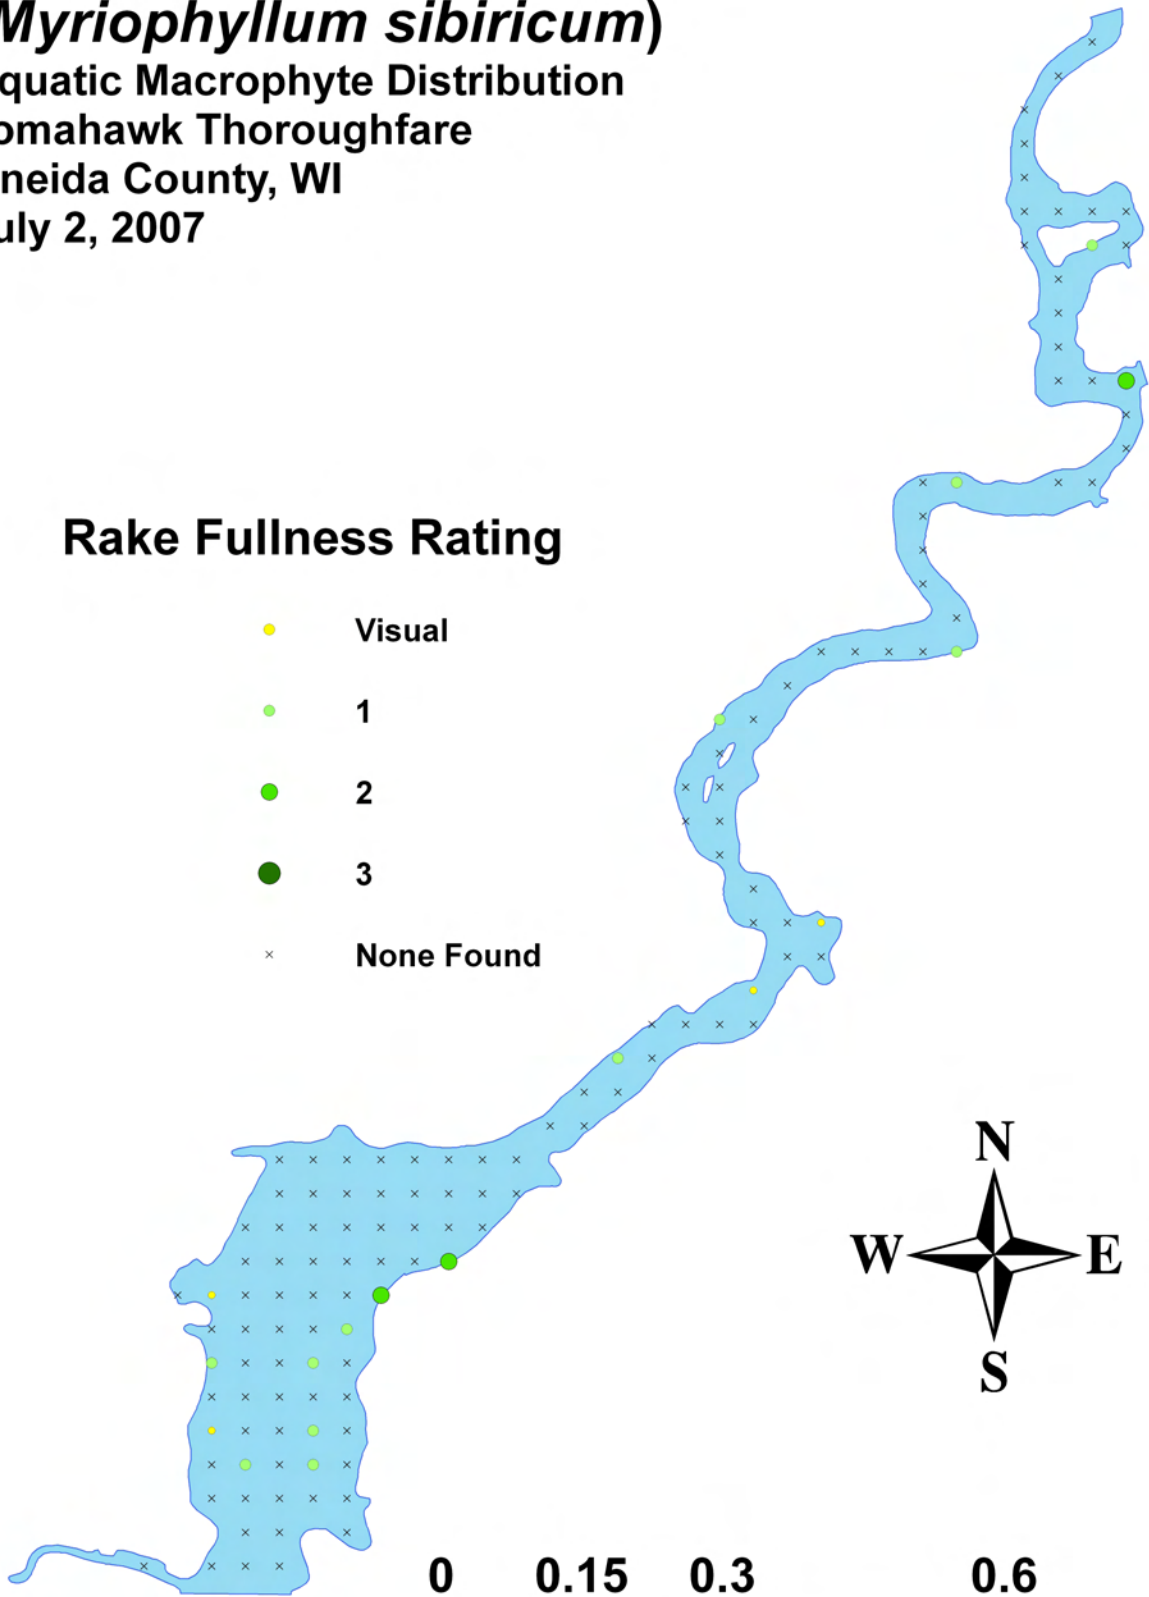 Myriophyllum sibiricum)
quatic Macrophyte Distribution
omahawk Thoroughfare
neida County, WI
uly 2, 2007
Rake Fullness Rating
Visual
1
2
3
None Found
N
W E
S
0 0.15 0.3 0.6